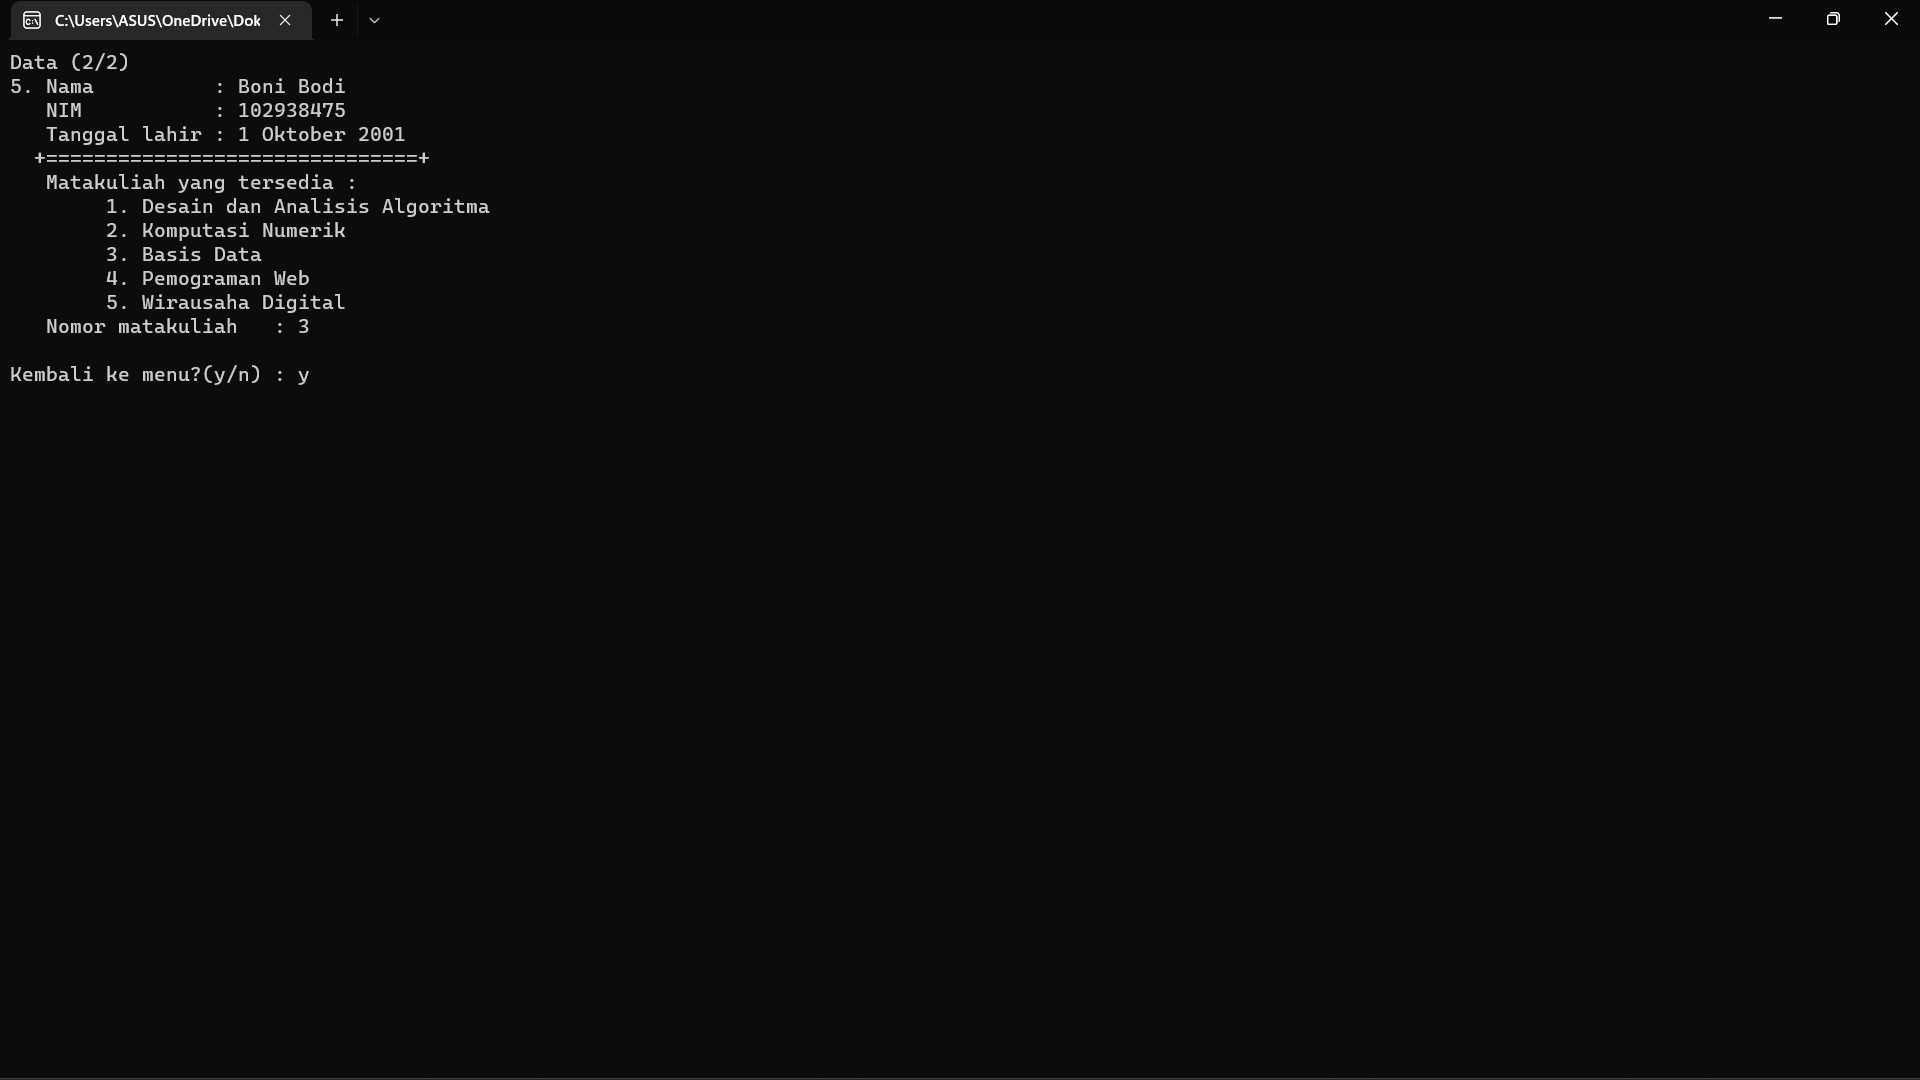 C:\Users\ASUS\OneDrive\Dok
Data (2/2)
5. Nama          : Boni Bodi
   NIM           : 102938475
   Tanggal lahir : 1 Oktober 2001
  +===============================+
   Matakuliah yang tersedia :
        1. Desain dan Analisis Algoritma
        2. Komputasi Numerik
        3. Basis Data
        4. Pemograman Web
        5. Wirausaha Digital
   Nomor matakuliah   : 3
Kembali ke menu?(y/n) : y